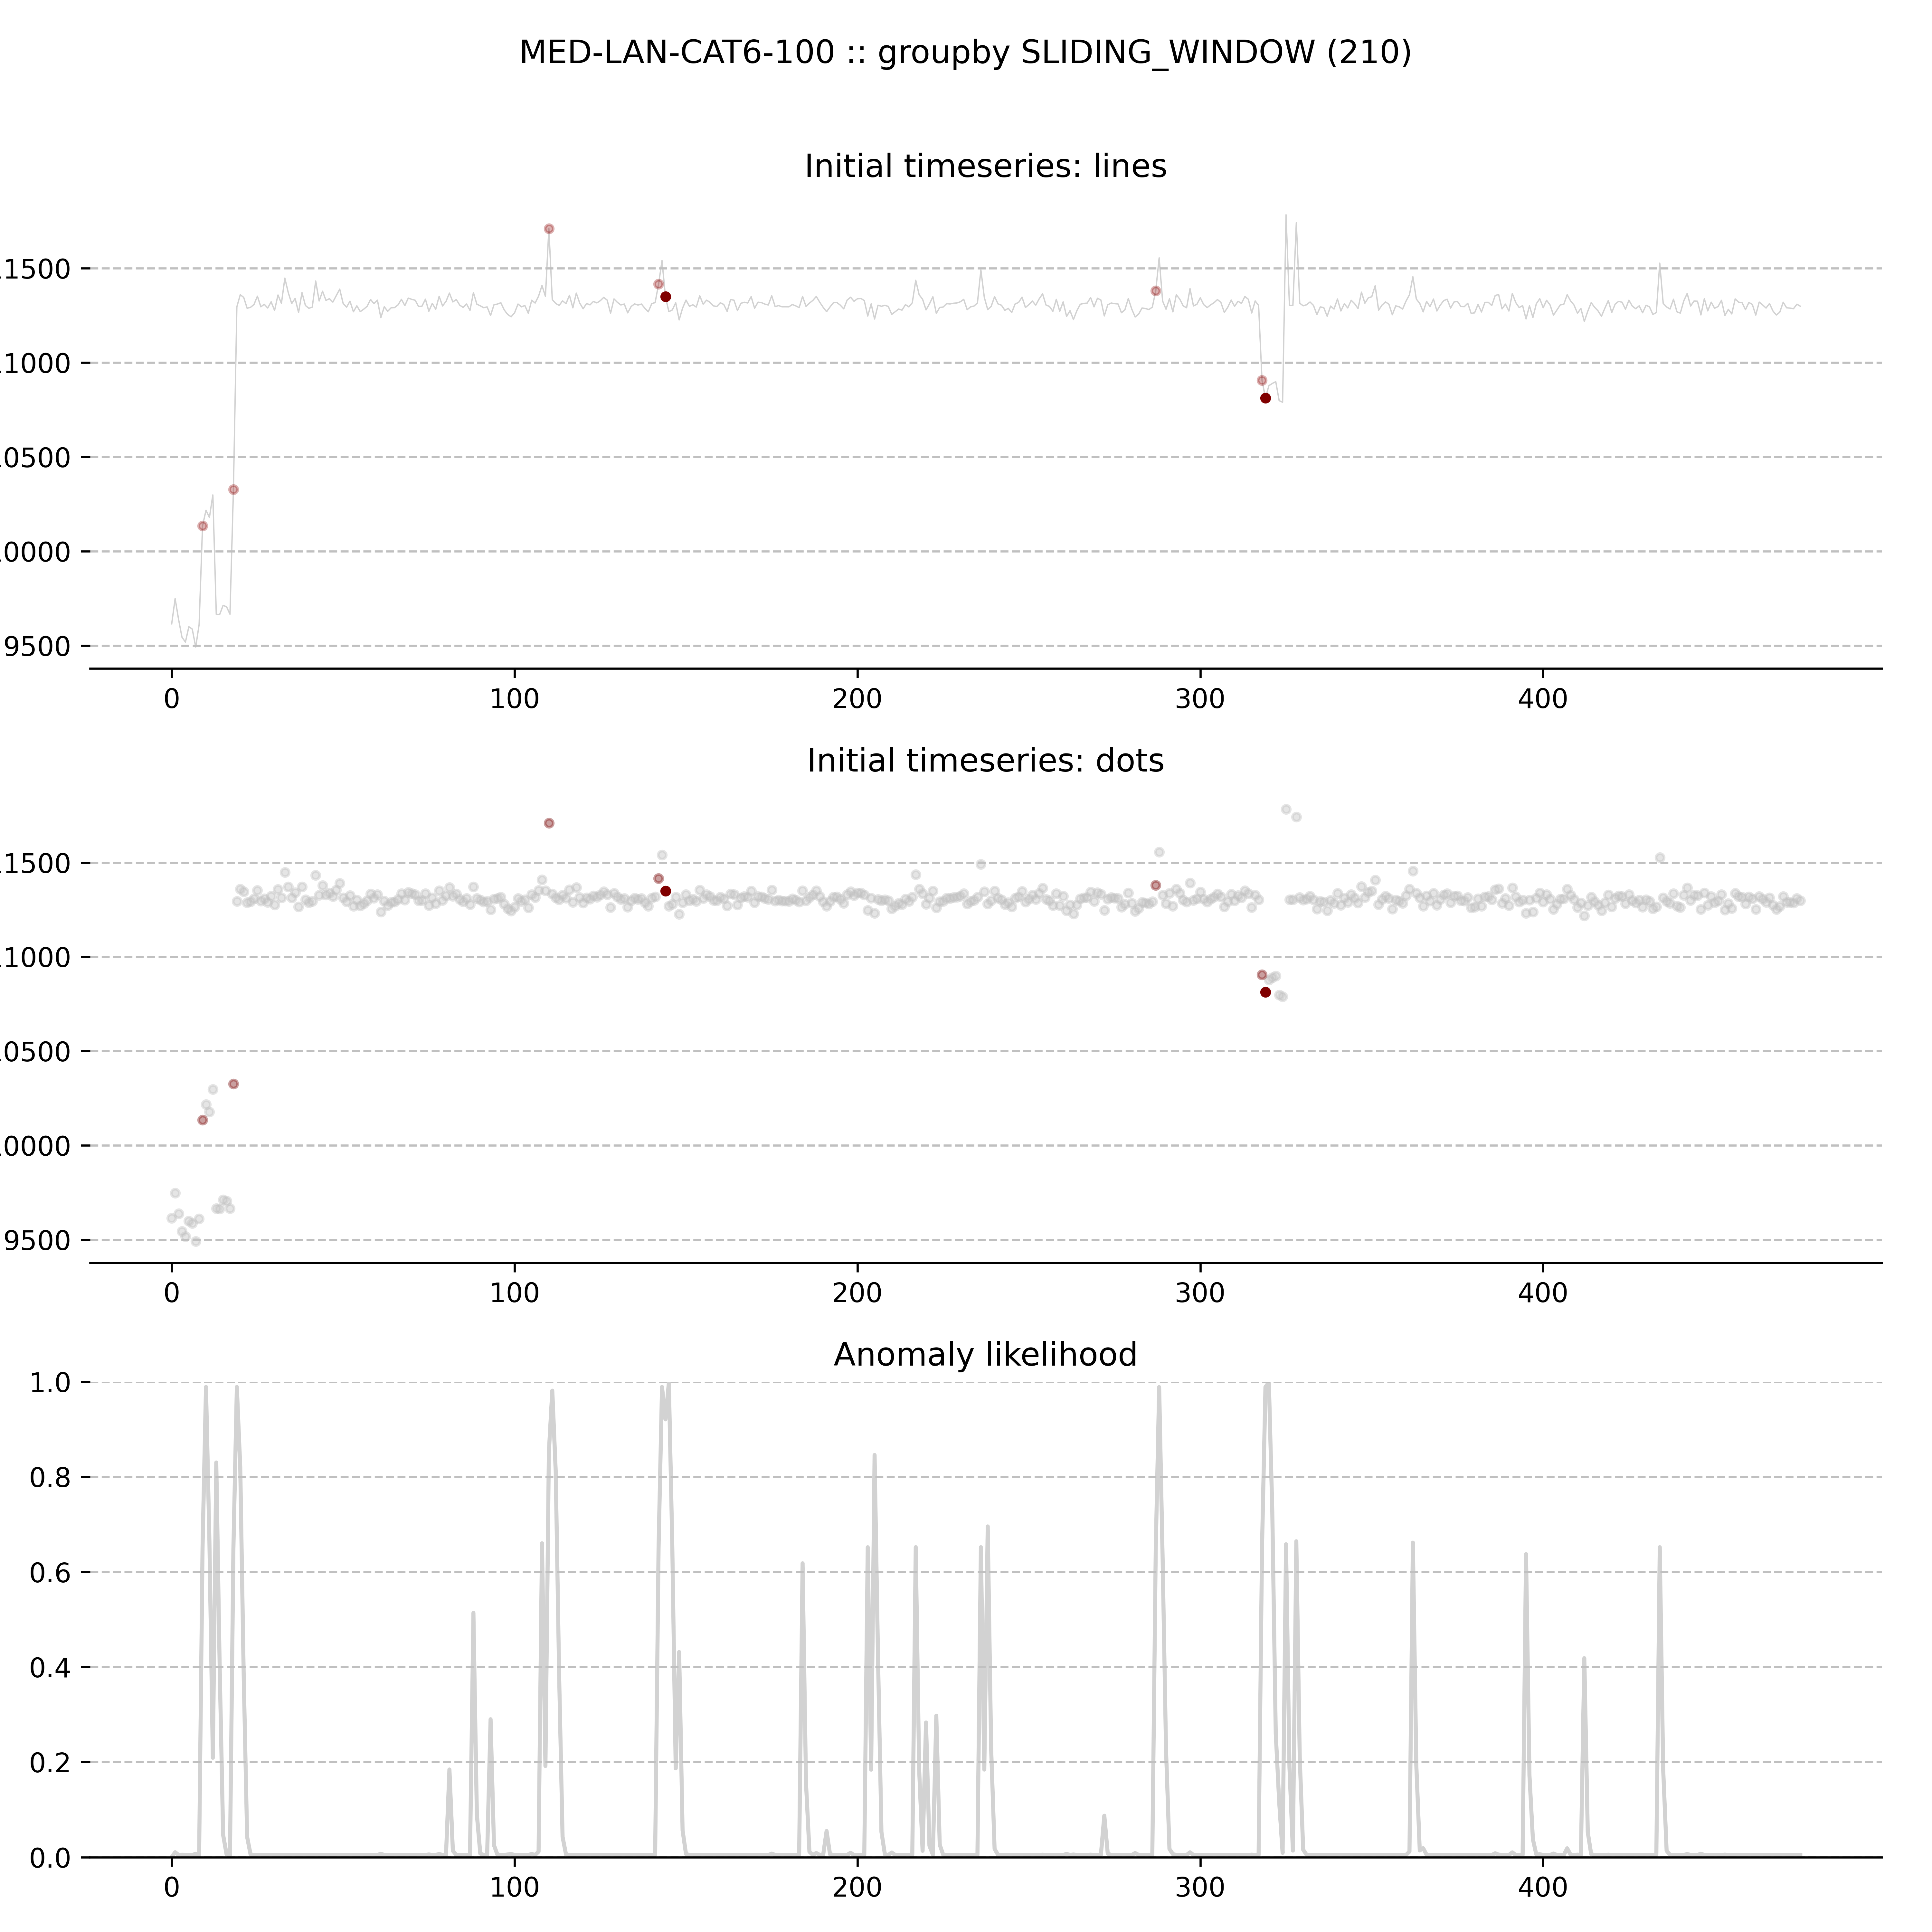 MED-LAN-CAT6-100 :: groupby SLIDING_WINDOW (210)
Initial timeseries: lines
1500
1000
0500
0000
9500
0 100 200 300 400
Initial timeseries: dots
1500
1000
0500
0000
9500
0 100 200 300 400
Anomaly likelihood
1.0
0.8
0.6
0.4
0.2
0.0
0 100 200 300 400